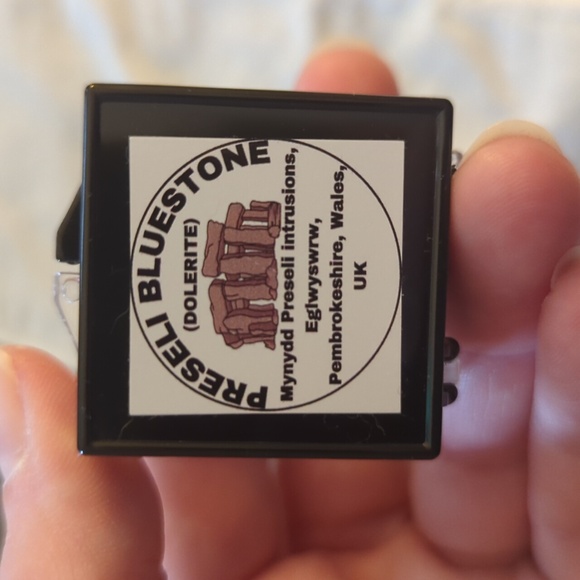 PRESELI BLUESTONE
(DOLERITE)
Mynydd Preseli intrusions,
Eglwyswrw,
Pembrokeshire, Wales,
UK